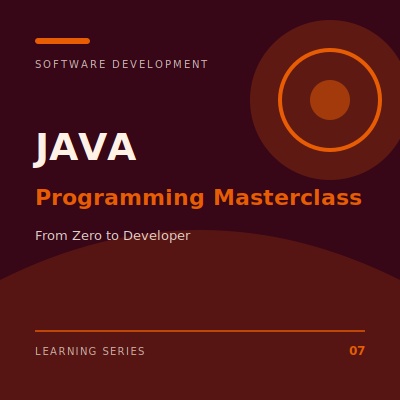 SOFTWARE DEVELOPMENT
JAVA
Programming Masterclass
From Zero to Developer
LEARNING SERIES 07